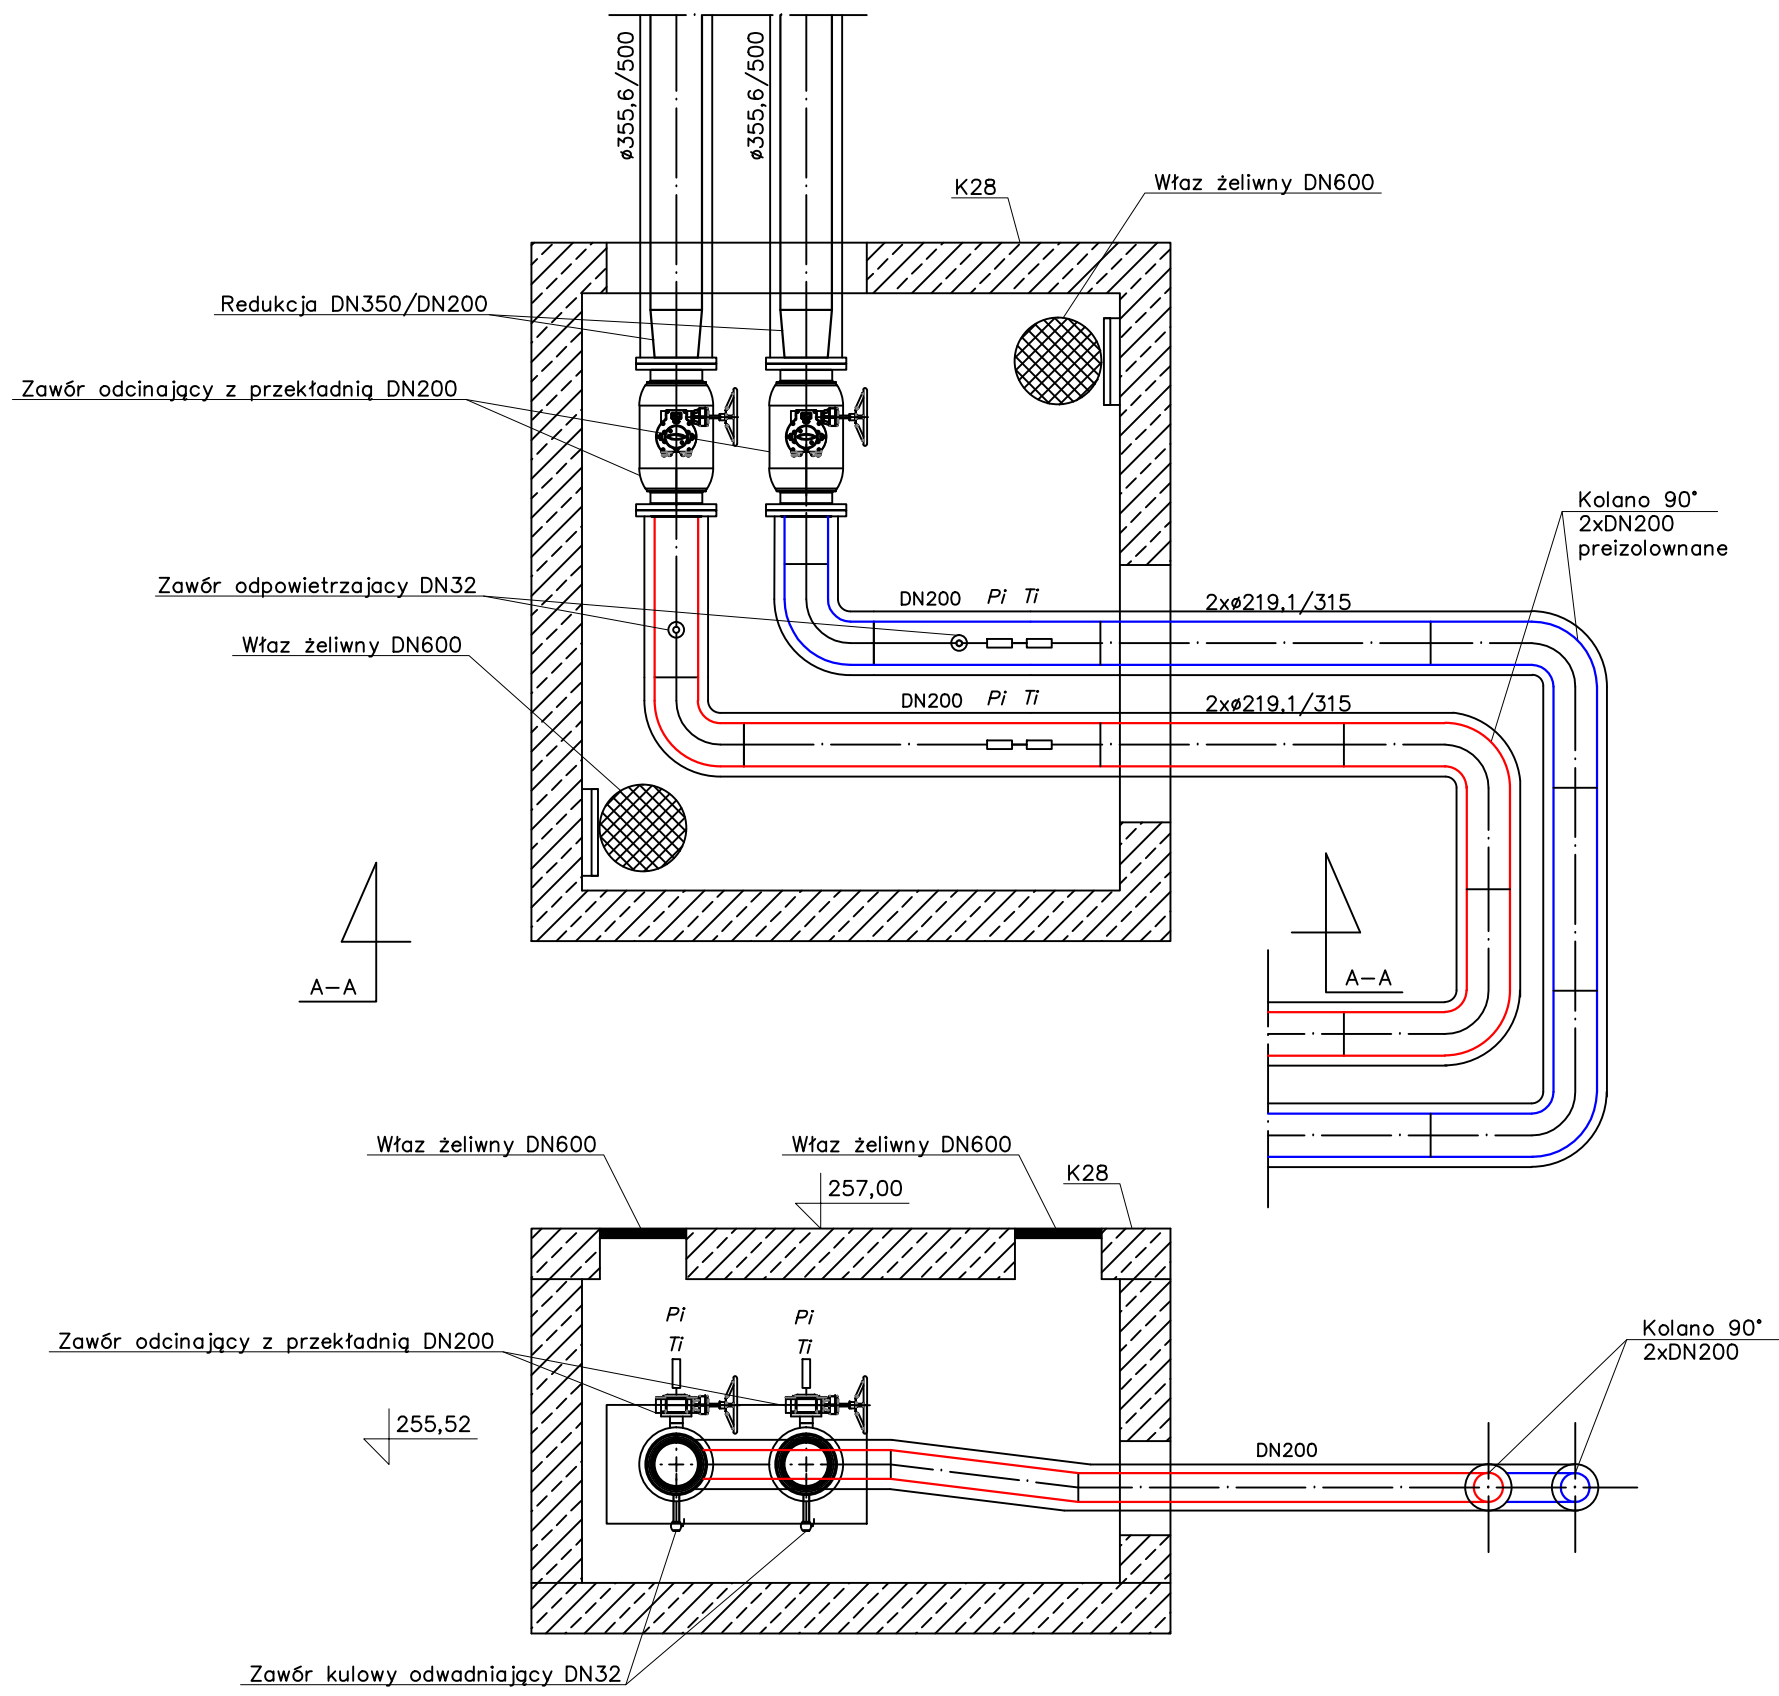 ø355,6/500
ø355,6/500
K28
Właz żeliwny DN600
Redukcja DN350/DN200
Zawór odcinający z przekładnią DN200
Kolano 90°
2xDN200
preizolownane
Zawór odpowietrzajacy DN32
DN200 Pi Ti
2xø219,1/315
Właz żeliwny DN600
DN200 Pi Ti
2xø219,1/315
A-A
A-A
Właz żeliwny DN600
Właz żeliwny DN600
K28
257,00
Pi
Pi
Ti
Ti
Zawór odcinający z przekładnią DN200
Kolano 90°
2xDN200
255,52
DN200
Zawór kulowy odwadniający DN32